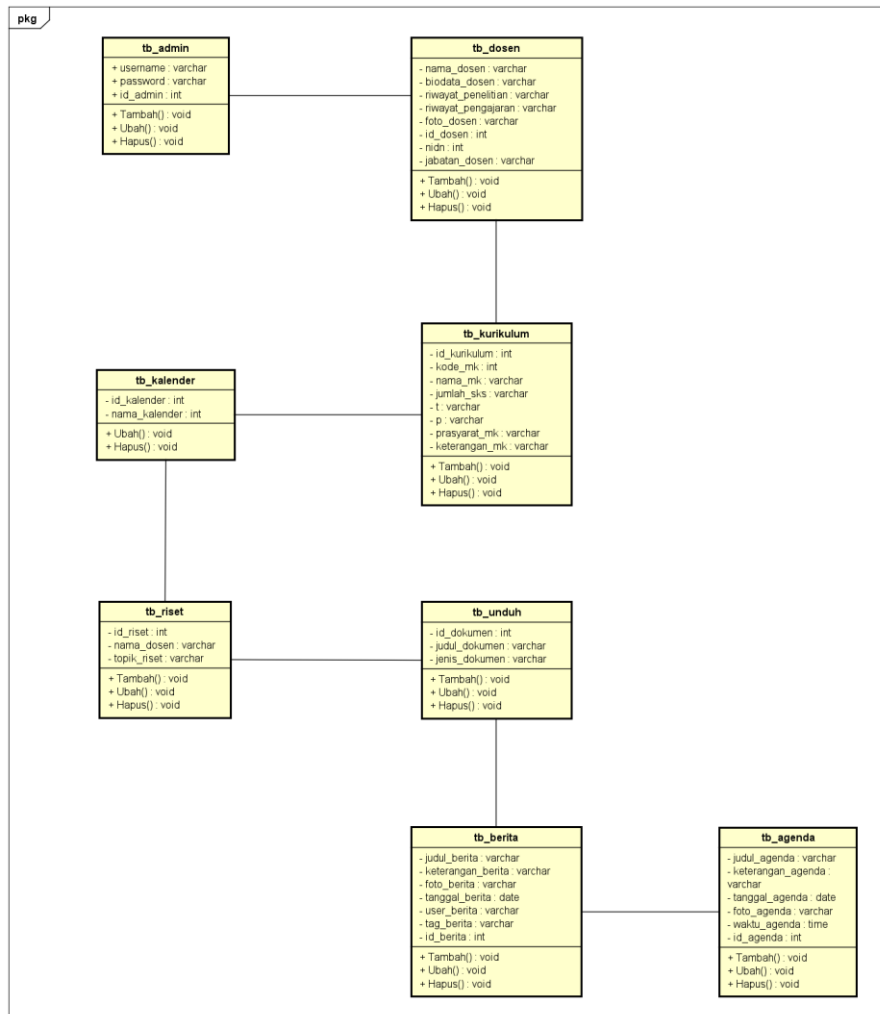 pkg
tb_admin
+ username : varchar
+ password : varchar
+ id_admin : int
+ Tambah() : void
+ Ubah() : void
+ Hapus() : void
tb_dosen
- nama_dosen : varchar
- biodata_dosen : varchar
- riwayat_penelitian : varchar
- riwayat_pengajaran : varchar
- foto_dosen : varchar
- id_dosen : int
- nidn : int
- jabatan_dosen : varchar
+ Tambah() : void
+ Ubah() : void
+ Hapus() : void
tb_kalender
- id_kalender : int
- nama_kalender : int
+ Ubah() : void
+ Hapus() : void
tb_kurikulum
- id_kurikulum : int
- kode_mk : int
- nama_mk : varchar
- jumlah_sks : varchar
- t : varchar
- p : varchar
- prasyarat_mk : varchar
- keterangan_mk : varchar
+ Tambah() : void
+ Ubah() : void
+ Hapus() : void
tb_riset
- id_riset : int
- nama_dosen : varchar
- topik_riset : varchar
+ Tambah() : void
+ Ubah() : void
+ Hapus() : void
tb_unduh
- id_dokumen : int
- judul_dokumen : varchar
- jenis_dokumen : varchar
+ Tambah() : void
+ Ubah() : void
+ Hapus() : void
tb_berita
- judul_berita : varchar
- keterangan_berita : varchar
- foto_berita : varchar
- tanggal_berita : date
- user_berita : varchar
- tag_berita : varchar
- id_berita : int
+ Tambah() : void
+ Ubah() : void
+ Hapus() : void
tb_agenda
- judul_agenda : varchar
- keterangan_agenda :
varchar
- tanggal_agenda : date
- foto_agenda : varchar
- waktu_agenda : time
- id_agenda : int
+ Tambah() : void
+ Ubah() : void
+ Hapus() : void